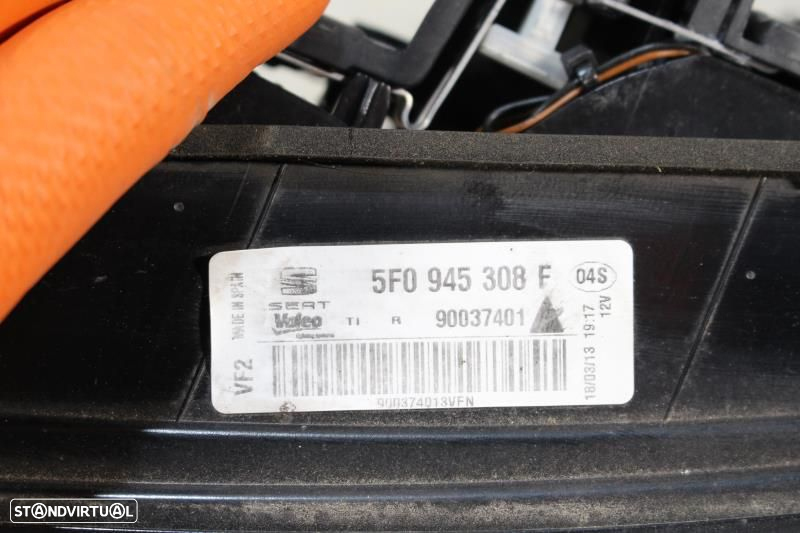 5F0 945 308 F
04S
SEAT
Valeo
TI R 90037401
900374013VFN
MADE IN SPAIN
VF2
18/03/13 19:17
12V
STANDVIRTUAL